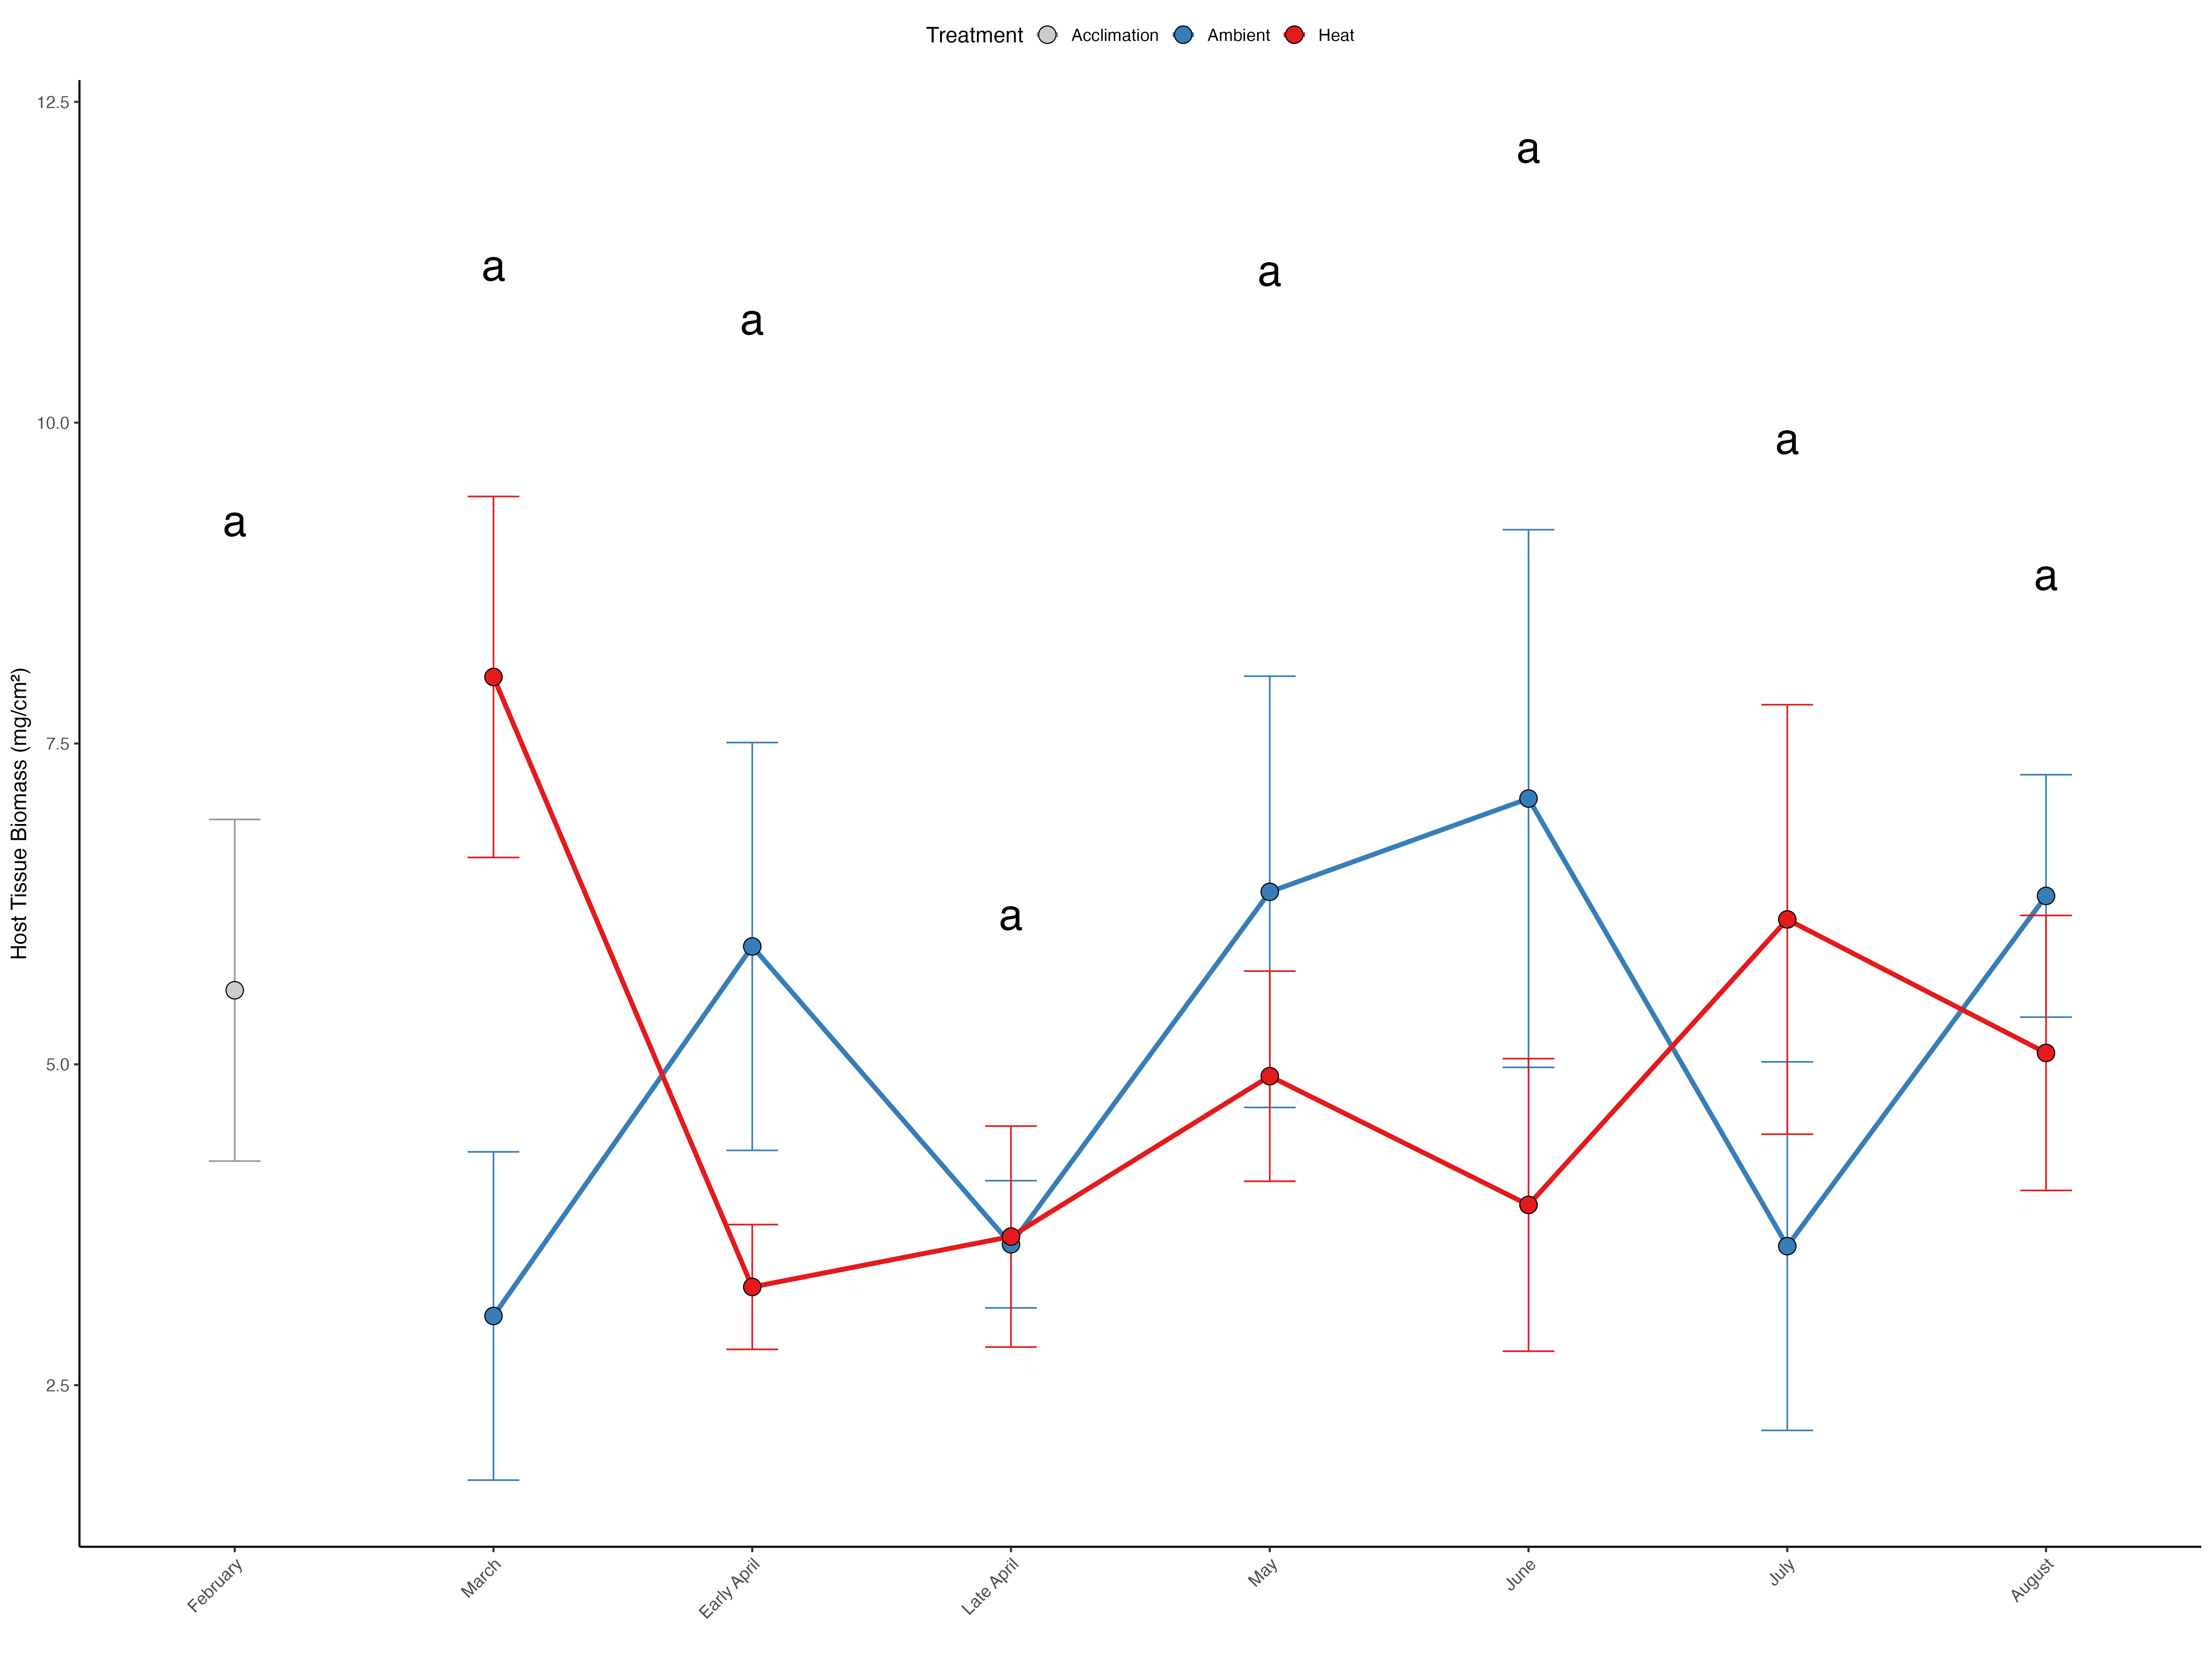 Treatment Acclimation Ambient Heat
12.5
10.0
7.5
5.0
2.5
Host Tissue Biomass (mg/cm²)
a
a
a
a
a
a
a
a
February
March
Early April
Late April
May
June
July
August